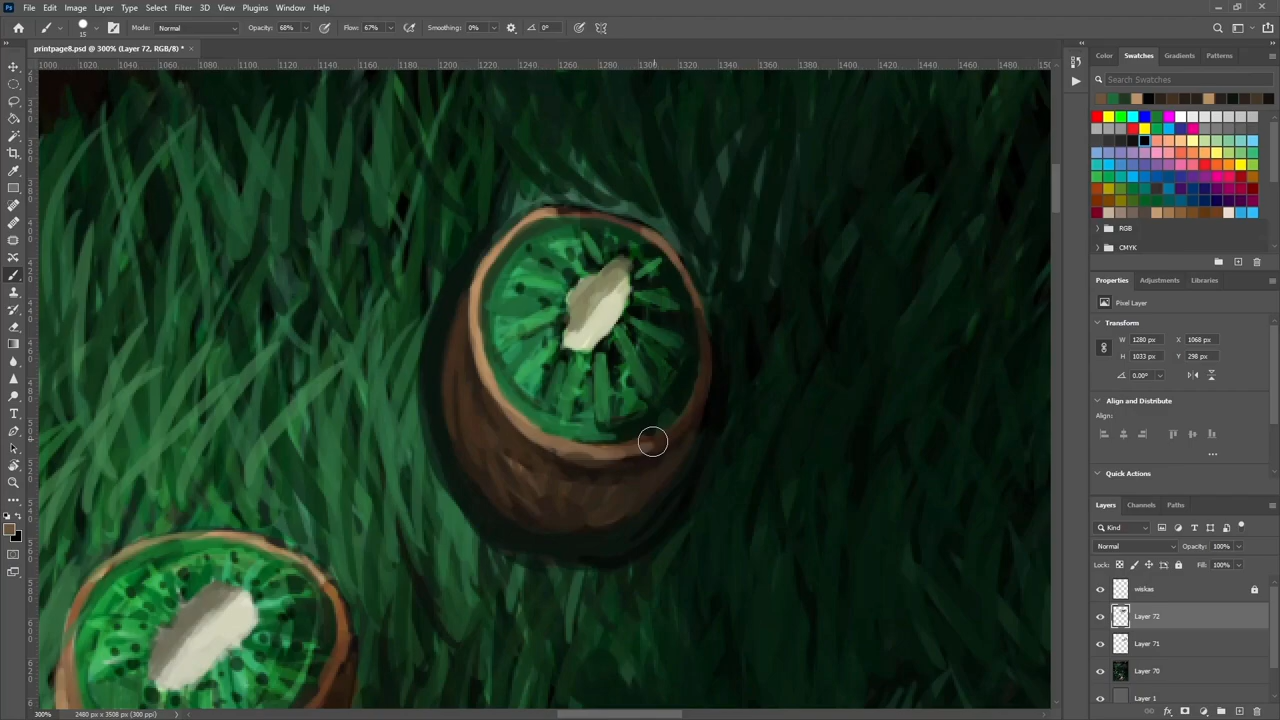 Ps File Edit Image Layer Type Select Filter 3D View Plugins Window Help
15 Mode: Normal Opacity: 68% Flow: 67% Smoothing: 0% 0°
printpage8.psd @ 300% (Layer 72, RGB/8) *
1000 1020 1040 1060 1080 1100 1120 1140 1160 1180 1200 1220 1240 1260 1280 1300 1320 1340 1360 1380 1400 1420 1440 1460 1480
Color Swatches Gradients Patterns
Search Swatches
RGB
CMYK
Properties Adjustments Libraries
Pixel Layer
Transform
W 1280 px X 1068 px
H 1033 px Y 298 px
0.00°
Align and Distribute
Align:
Quick Actions
Layers Channels Paths
Kind
Normal Opacity: 100%
Lock: Fill: 100%
wiskas
Layer 72
Layer 71
Layer 70
Layer 1
300% 2480 px x 3508 px (300 ppi)